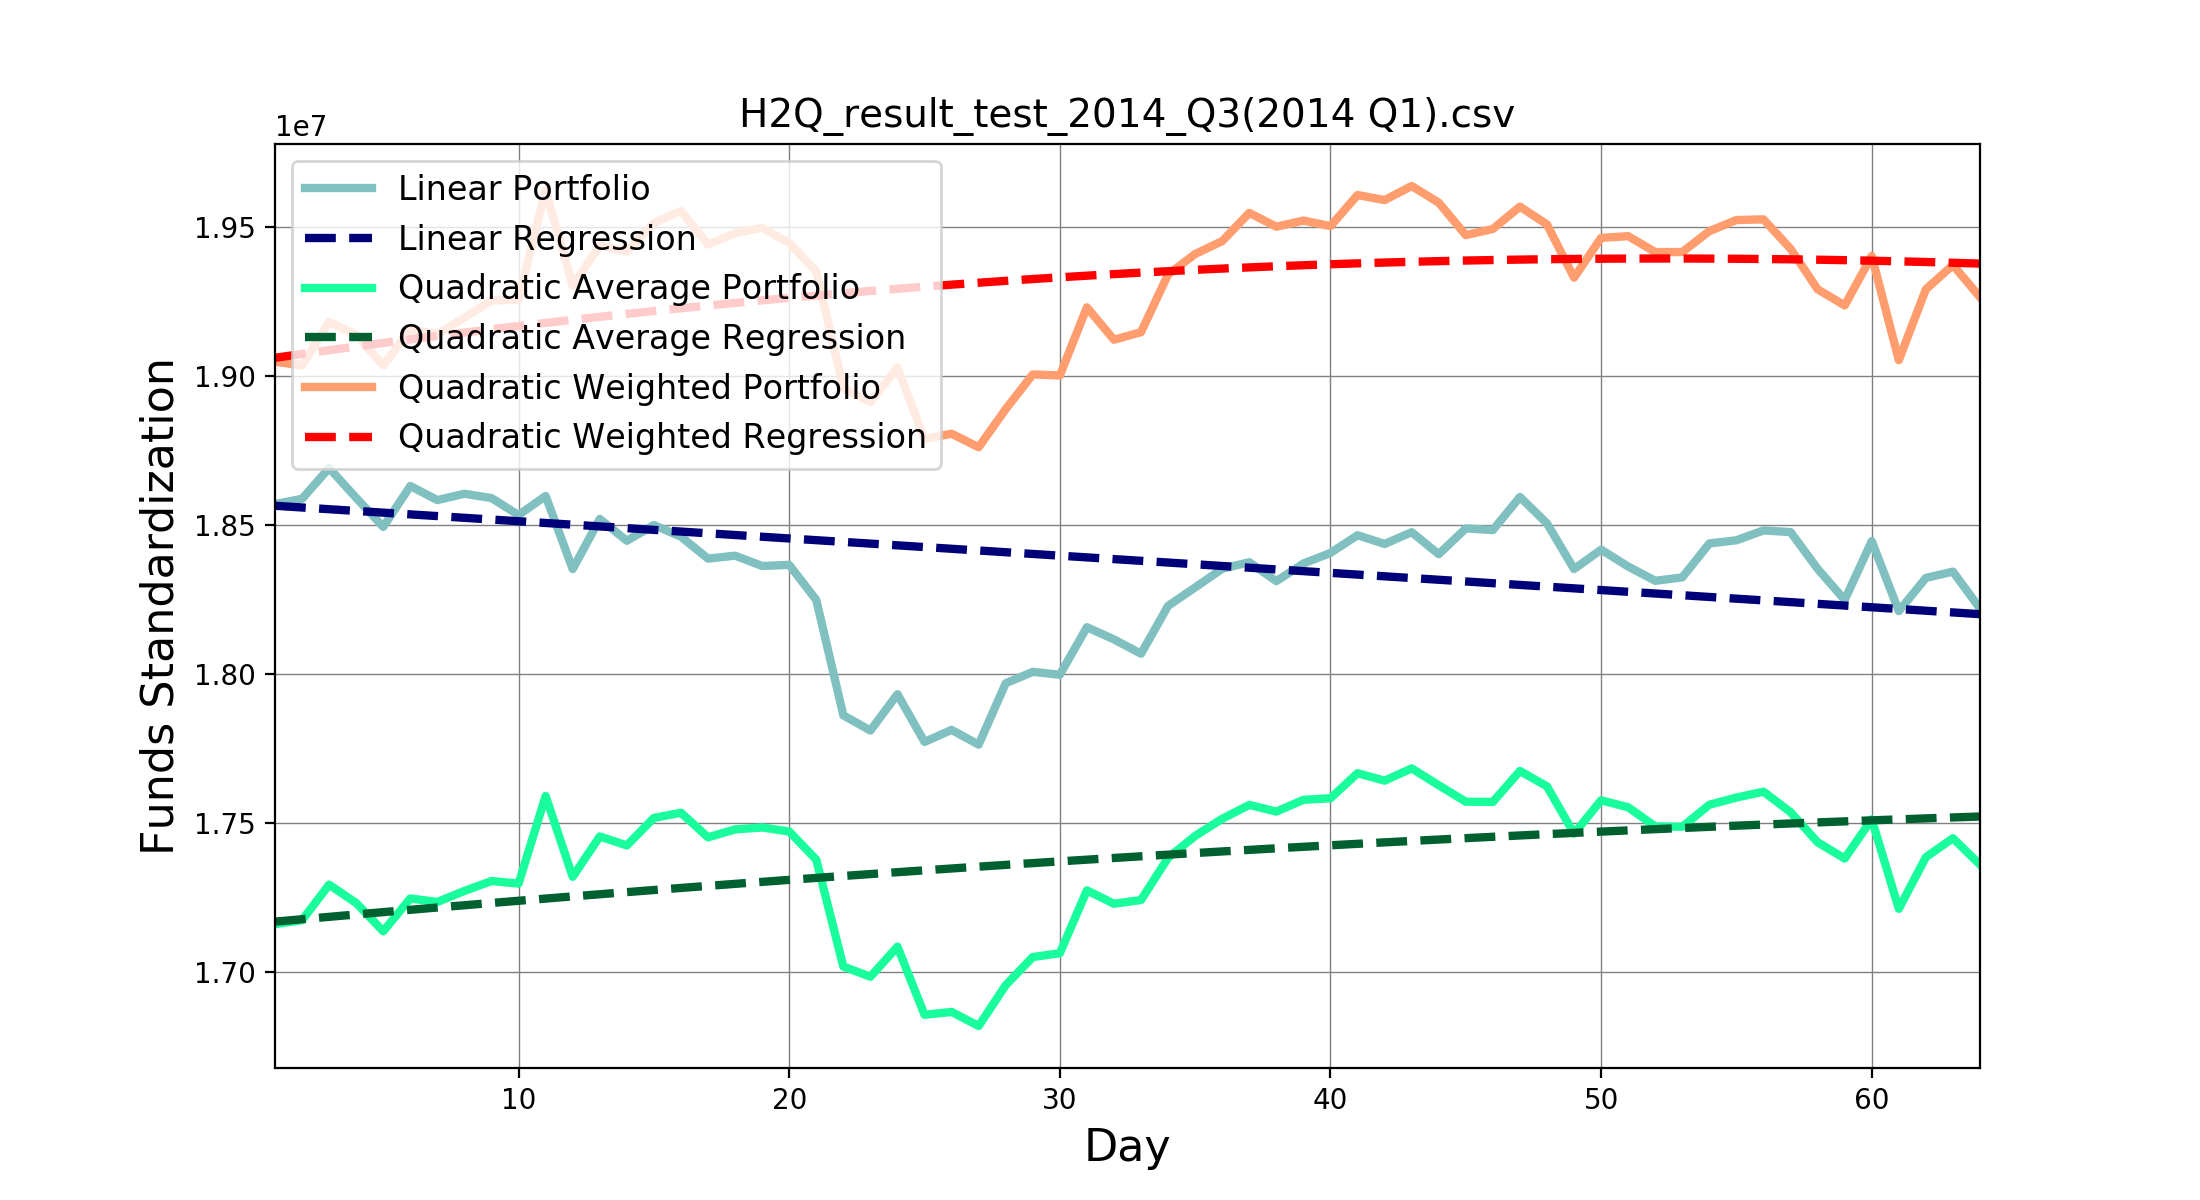 H2Q_result_test_2014_Q3(2014 Q1).csv
1e7
Linear Portfolio
Linear Regression
Quadratic Average Portfolio
Quadratic Average Regression
Quadratic Weighted Portfolio
Quadratic Weighted Regression
1.95
1.90
1.85
1.80
1.75
1.70
Funds Standardization
10 20 30 40 50 60
Day